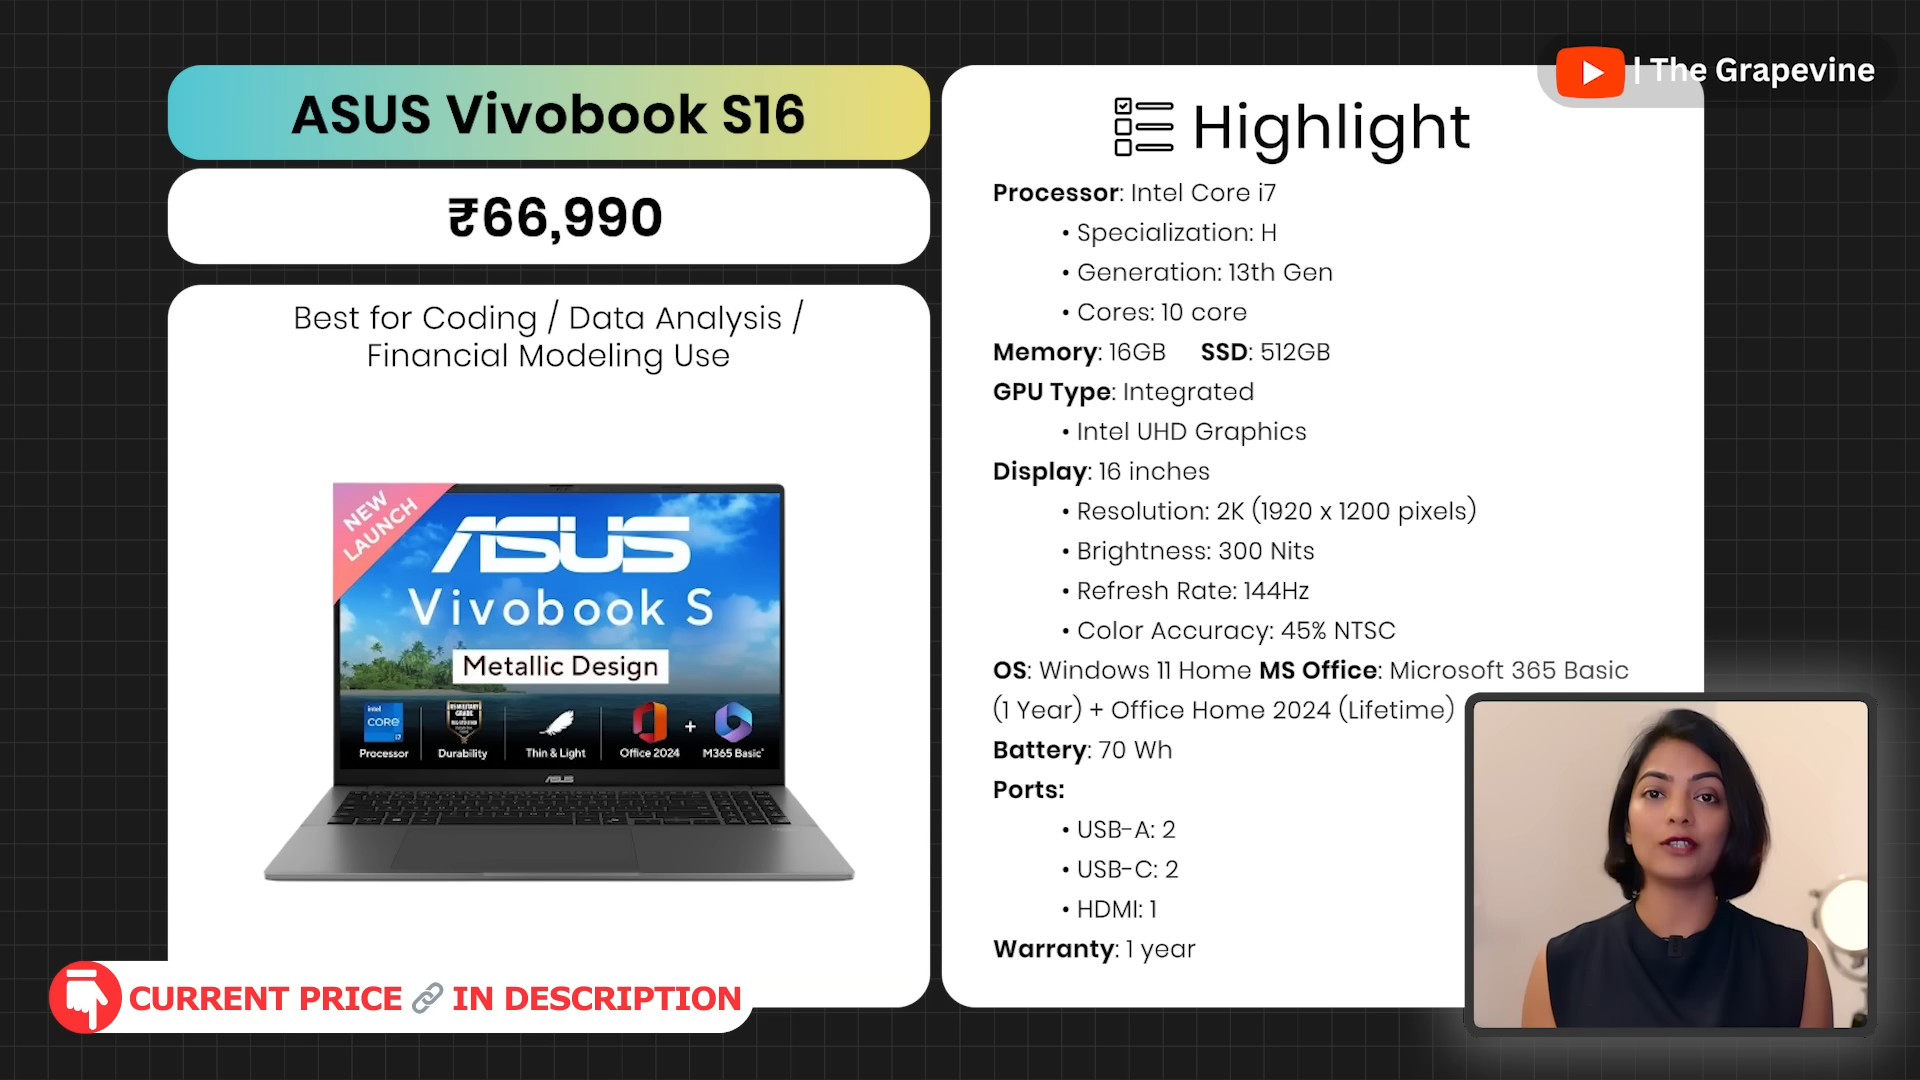 | The Grapevine
ASUS Vivobook S16
₹66,990
Best for Coding / Data Analysis /
Financial Modeling Use
NEW
LAUNCH
ASUS
Vivobook S
Metallic Design
intel
CORE
i7
Processor
Durability
Thin & Light
Office 2024
+
M365 Basic*
ASUS
Highlight
Processor: Intel Core i7
• Specialization: H
• Generation: 13th Gen
• Cores: 10 core
Memory: 16GB SSD: 512GB
GPU Type: Integrated
• Intel UHD Graphics
Display: 16 inches
• Resolution: 2K (1920 x 1200 pixels)
• Brightness: 300 Nits
• Refresh Rate: 144Hz
• Color Accuracy: 45% NTSC
OS: Windows 11 Home MS Office: Microsoft 365 Basic
(1 Year) + Office Home 2024 (Lifetime)
Battery: 70 Wh
Ports:
• USB-A: 2
• USB-C: 2
• HDMI: 1
Warranty: 1 year
CURRENT PRICE 🔗 IN DESCRIPTION